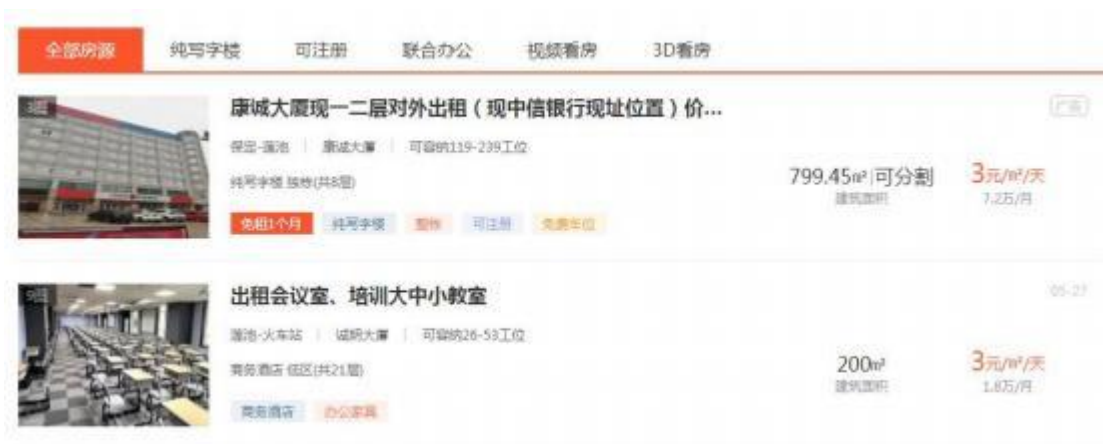 全部房源 纯写字楼 可注册 联合办公 视频看房 3D看房
康诚大厦现一二层对外出租（现中信银行现址位置）价...
广告
保定-莲池 | 康诚大厦 | 可容纳119-239工位
纯写字楼 独栋(共8层)
799.45m²|可分割
建筑面积
3元/m²/天
7.2万/月
免租1个月 纯写字楼 整栋 可注册 免费车位
出租会议室、培训大中小教室
05-27
莲池-火车站 | 可容纳26-53工位
商务酒店 低区(共21层)
200m²
建筑面积
3元/m²/天
1.8万/月
商务酒店 办公家具